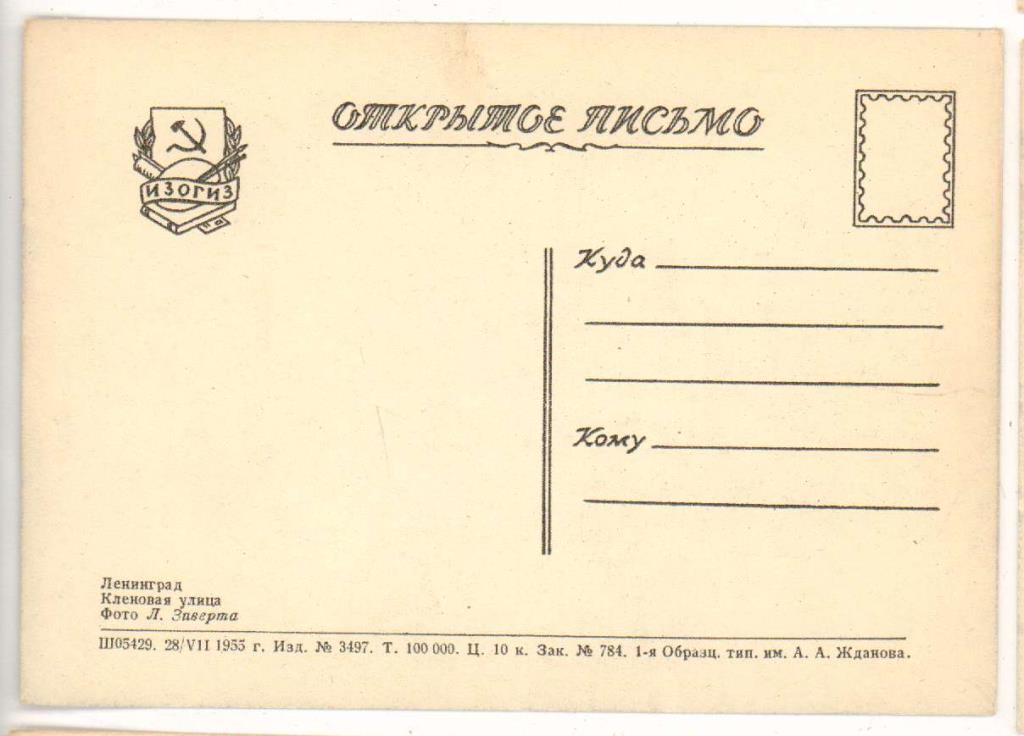 ОТКРЫТОЕ ПИСЬМО
ИЗОГИЗ
Куда
Кому
Ленинград
Кленовая улица
Фото Л. Зиверта
Ш05429. 28/VII 1955 г. Изд. № 3497. Т. 100 000. Ц. 10 к. Зак. № 784. 1-я Образц. тип. им. А. А. Жданова.